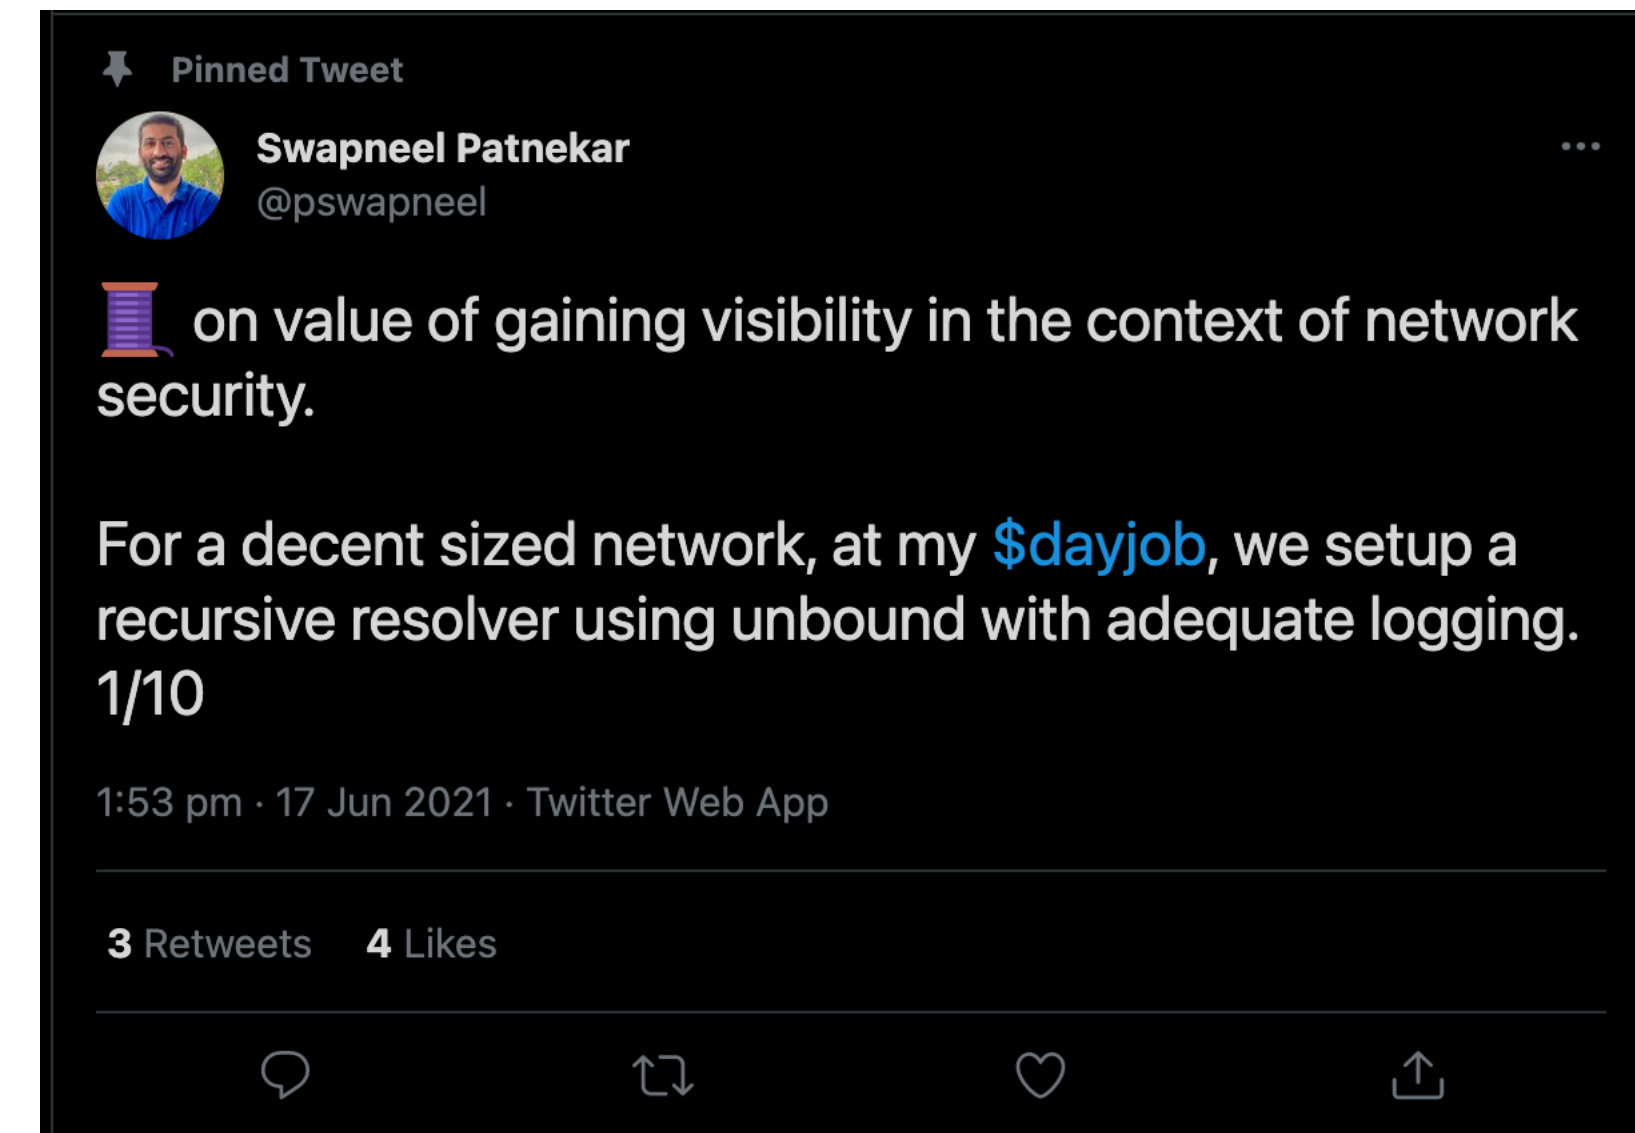 Pinned Tweet
Swapneel Patnekar
@pswapneel
🧵 on value of gaining visibility in the context of network
security.
For a decent sized network, at my $dayjob, we setup a
recursive resolver using unbound with adequate logging.
1/10
1:53 pm · 17 Jun 2021 · Twitter Web App
3 Retweets 4 Likes